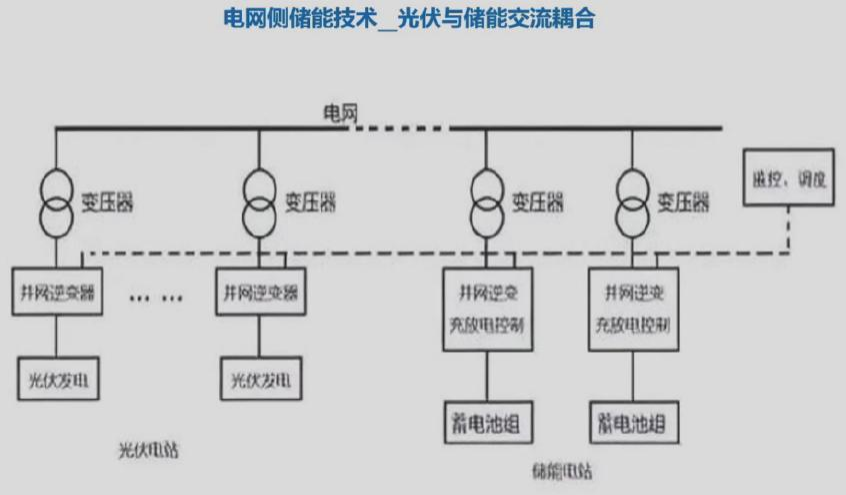 电网侧储能技术__光伏与储能交流耦合
电网
变压器
变压器
变压器
变压器
监控、调度
并网逆变器
... ...
并网逆变器
并网逆变
充放电控制
并网逆变
充放电控制
光伏发电
光伏发电
蓄电池组
蓄电池组
光伏电站
储能电站